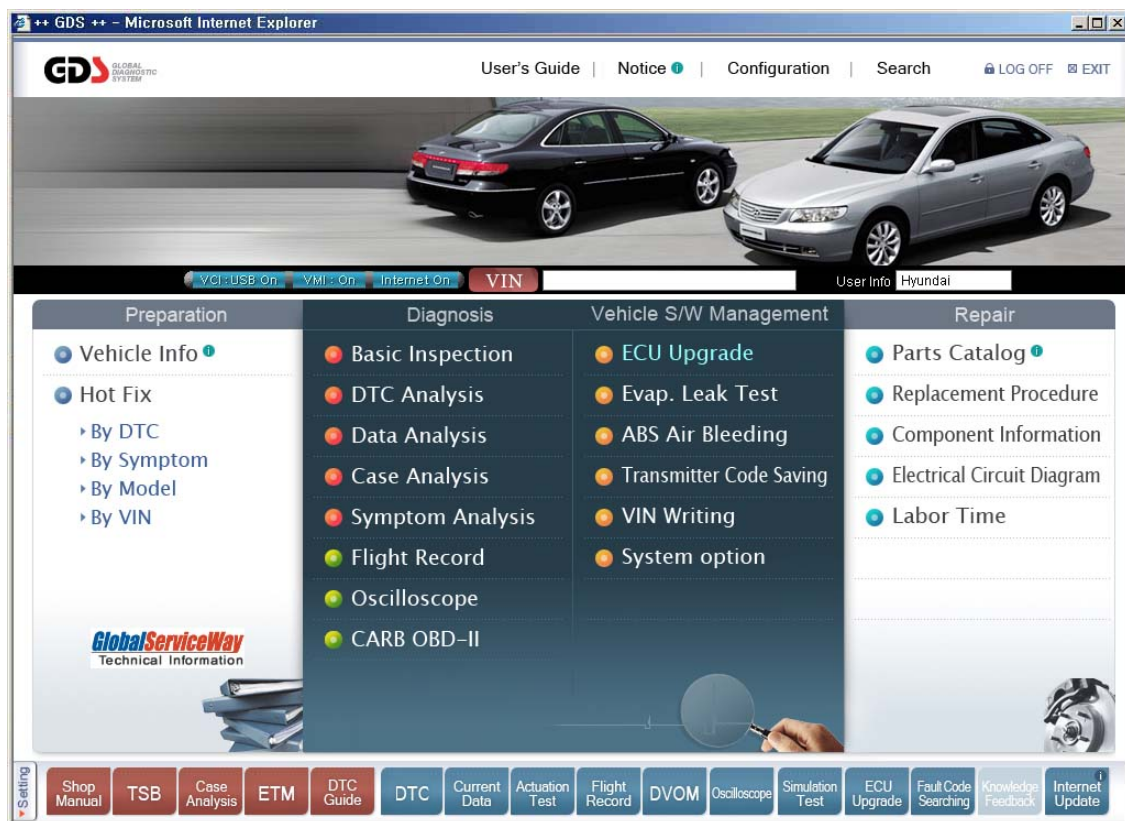 ++ GDS ++ - Microsoft Internet Explorer
GDS GLOBAL DIAGNOSTIC SYSTEM
User's Guide | Notice i | Configuration | Search LOG OFF EXIT
VCI : USB On VMI : On Internet On VIN User Info Hyundai
Preparation
Vehicle Info i
Hot Fix
By DTC
By Symptom
By Model
By VIN
GlobalServiceWay
Technical Information
Diagnosis
Basic Inspection
DTC Analysis
Data Analysis
Case Analysis
Symptom Analysis
Flight Record
Oscilloscope
CARB OBD-II
Vehicle S/W Management
ECU Upgrade
Evap. Leak Test
ABS Air Bleeding
Transmitter Code Saving
VIN Writing
System option
Repair
Parts Catalog i
Replacement Procedure
Component Information
Electrical Circuit Diagram
Labor Time
Setting
Shop Manual
TSB
Case Analysis
ETM
DTC Guide
DTC
Current Data
Actuation Test
Flight Record
DVOM
Oscilloscope
Simulation Test
ECU Upgrade
Fault Code Searching
Knowledge Feedback
Internet Update i